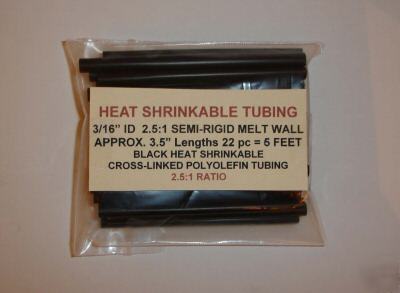 HEAT SHRINKABLE TUBING
3/16" ID 2.5:1 SEMI-RIGID MELT WALL
APPROX. 3.5" Lengths 22 pc = 5 FEET
BLACK HEAT SHRINKABLE
CROSS-LINKED POLYOLEFIN TUBING
2.5:1 RATIO